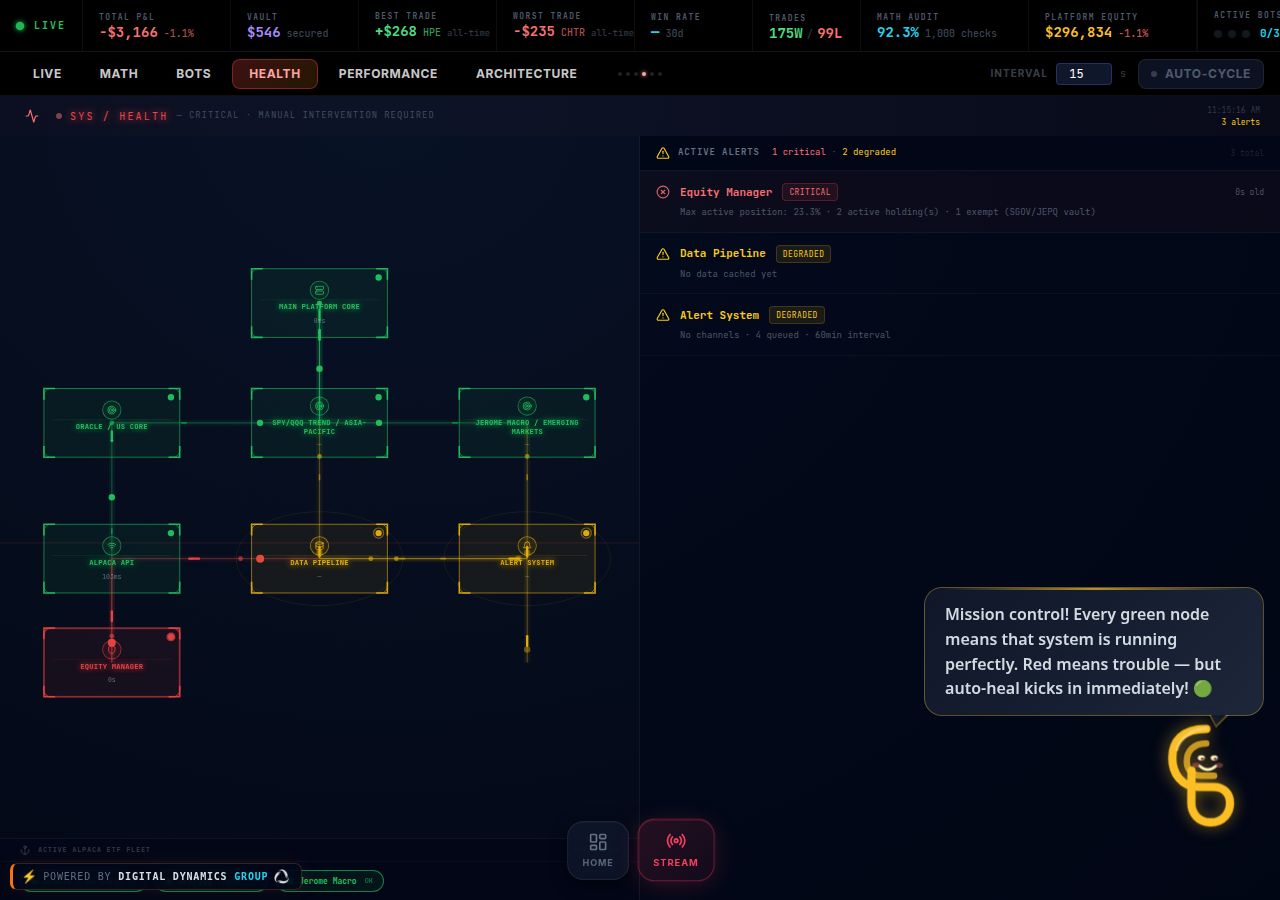 LIVE
TOTAL P&L
-$3,166 -1.1%
VAULT
$546 secured
BEST TRADE
+$268 HPE all-time
WORST TRADE
-$235 CHTR all-time
WIN RATE
— 30d
TRADES
175W / 99L
MATH AUDIT
92.3% 1,000 checks
PLATFORM EQUITY
$296,834 -1.1%
ACTIVE BOTS
0/3
LIVE MATH BOTS HEALTH PERFORMANCE ARCHITECTURE
INTERVAL 15 s AUTO-CYCLE
SYS / HEALTH — CRITICAL · MANUAL INTERVENTION REQUIRED
11:15:16 AM
3 alerts
ACTIVE ALERTS 1 critical · 2 degraded
3 total
Equity Manager CRITICAL
0s old
Max active position: 23.3% · 2 active holding(s) · 1 exempt (SGOV/JEPQ vault)
Data Pipeline DEGRADED
No data cached yet
Alert System DEGRADED
No channels · 4 queued · 60min interval
MAIN PLATFORM CORE
ORACLE / US CORE
SPY/QQQ TREND / ASIA-
PACIFIC
JEROME MACRO / EMERGING
MARKETS
ALPACA API
DATA PIPELINE
—
ALERT SYSTEM
—
EQUITY MANAGER
0s
Mission control! Every green node
means that system is running
perfectly. Red means trouble — but
auto-heal kicks in immediately! 🟢
ACTIVE ALPACA ETF FLEET
Jerome Macro OK
⚡ POWERED BY DIGITAL DYNAMICS GROUP
HOME
STREAM